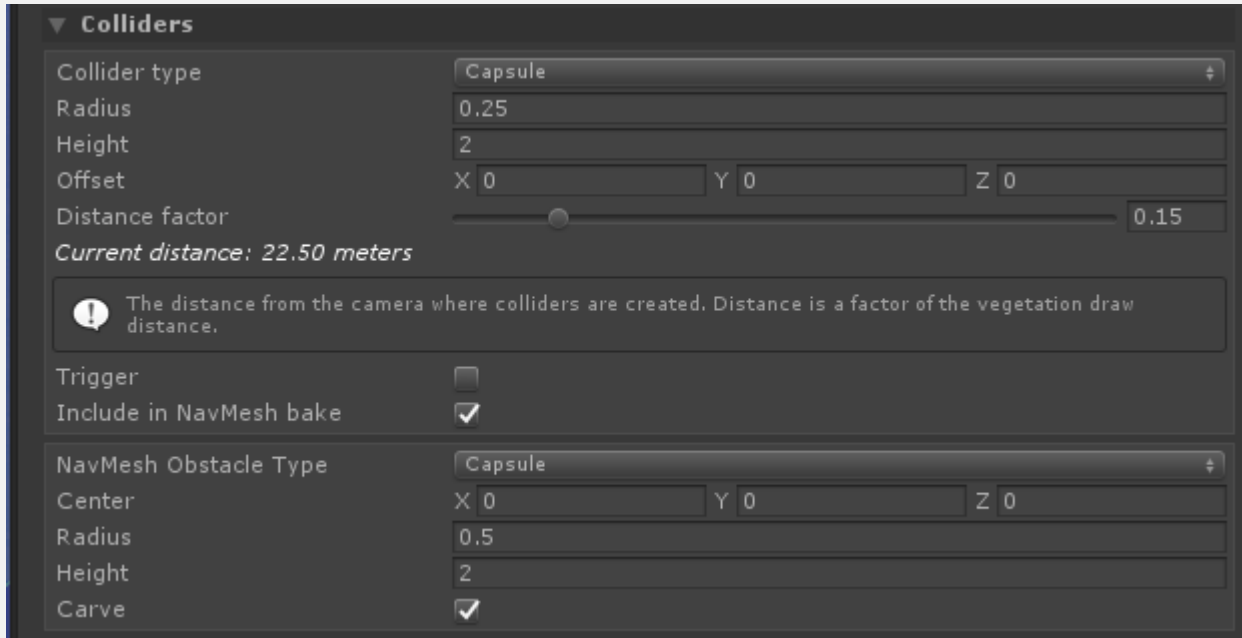 Colliders
Collider type Capsule
Radius 0.25
Height 2
Offset X 0 Y 0 Z 0
Distance factor 0.15
Current distance: 22.50 meters
The distance from the camera where colliders are created. Distance is a factor of the vegetation draw
distance.
Trigger
Include in NavMesh bake
NavMesh Obstacle Type Capsule
Center X 0 Y 0 Z 0
Radius 0.5
Height 2
Carve